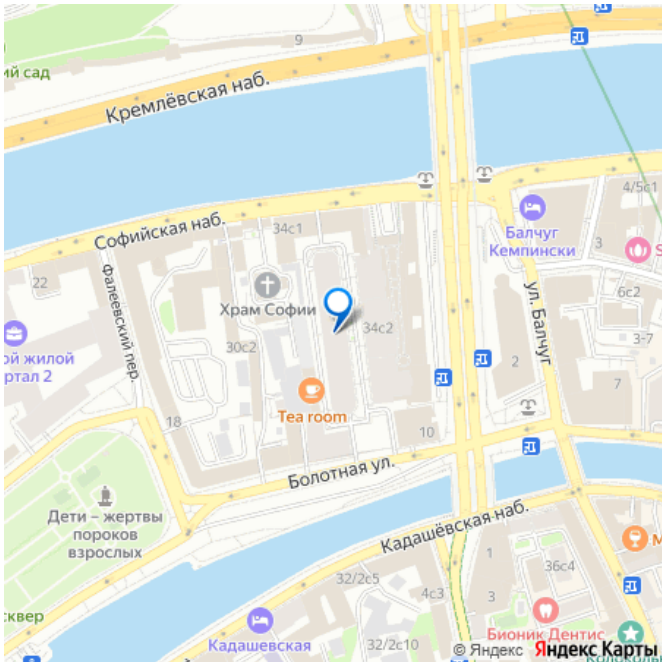 9
ий сад
Кремлёвская наб.
4/5с1
Балчуг
Кемпински
3
S
Софийская наб.
34с1
22
Фалеевский пер.
Храм Софии
6с2
ул. Балчуг
34с2
30с2
3-7
ой жилой
ртал 2
2
7
Tea room
18
10
Болотная ул.
Дети – жертвы
пороков
взрослых
Кадашёвская наб.
М
1
32/2с5
36с4
4с3
3
сквер
Кадашевская
32/2с10
Бионик Дентис
© Яндекс Яндекс Карты